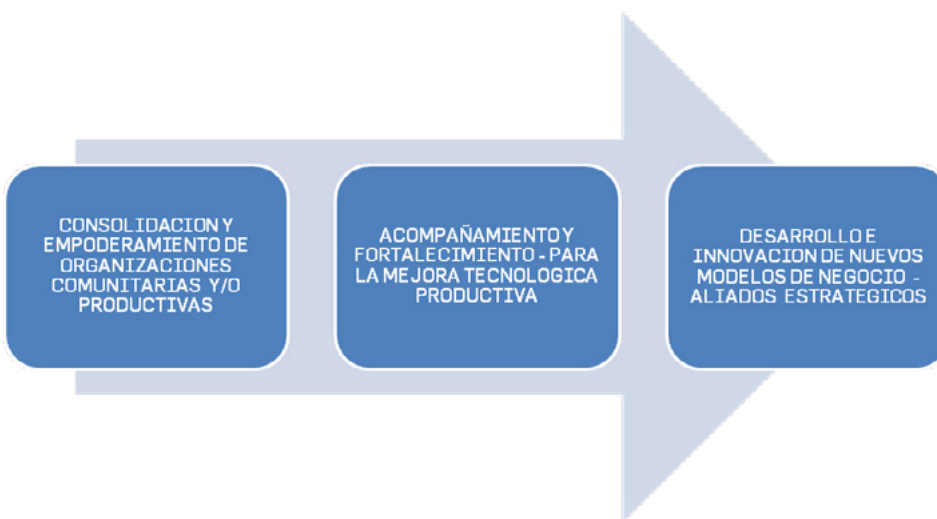 CONSOLIDACION Y
EMPODERAMIENTO DE
ORGANIZACIONES
COMUNITARIAS Y/O
PRODUCTIVAS
ACOMPAÑAMIENTO Y
FORTALECIMIENTO - PARA
LA MEJORA TECNOLOGICA
PRODUCTIVA
DESARROLLO E
INNOVACION DE NUEVOS
MODELOS DE NEGOCIO -
ALIADOS ESTRATEGICOS